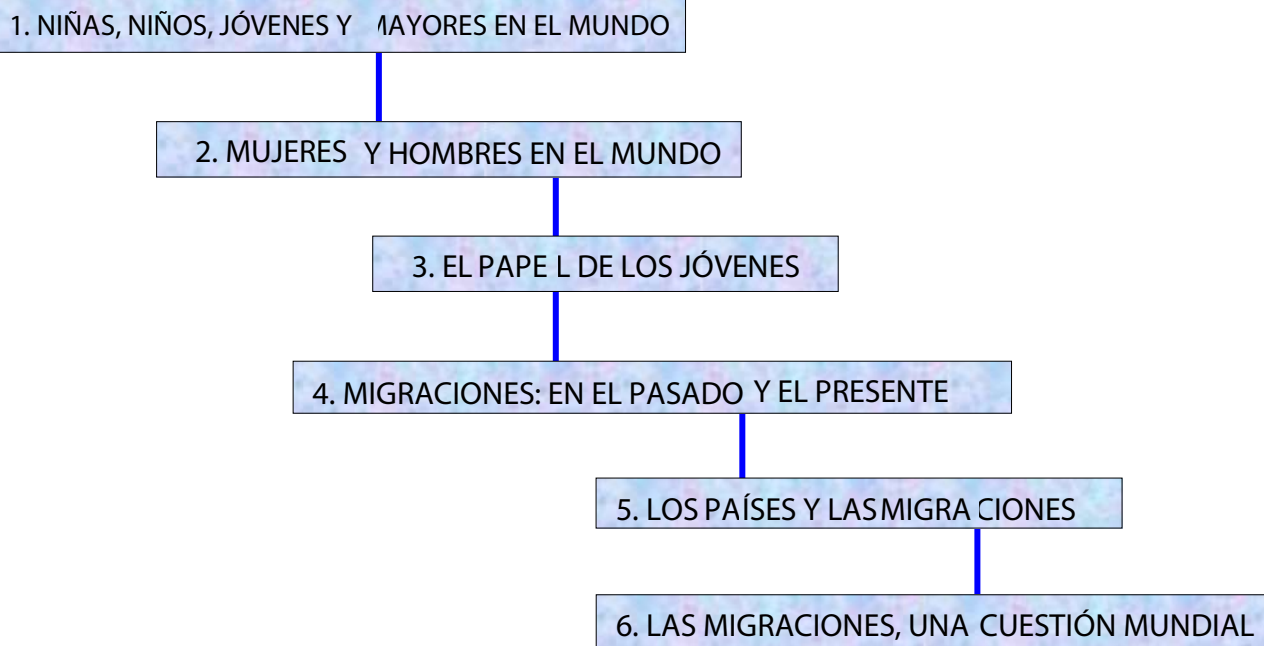 1. NIÑAS, NIÑOS, JÓVENES Y MAYORES EN EL MUNDO
2. MUJERES Y HOMBRES EN EL MUNDO
3. EL PAPEL DE LOS JÓVENES
4. MIGRACIONES: EN EL PASADO Y EL PRESENTE
5. LOS PAÍSES Y LAS MIGRACIONES
6. LAS MIGRACIONES, UNA CUESTIÓN MUNDIAL